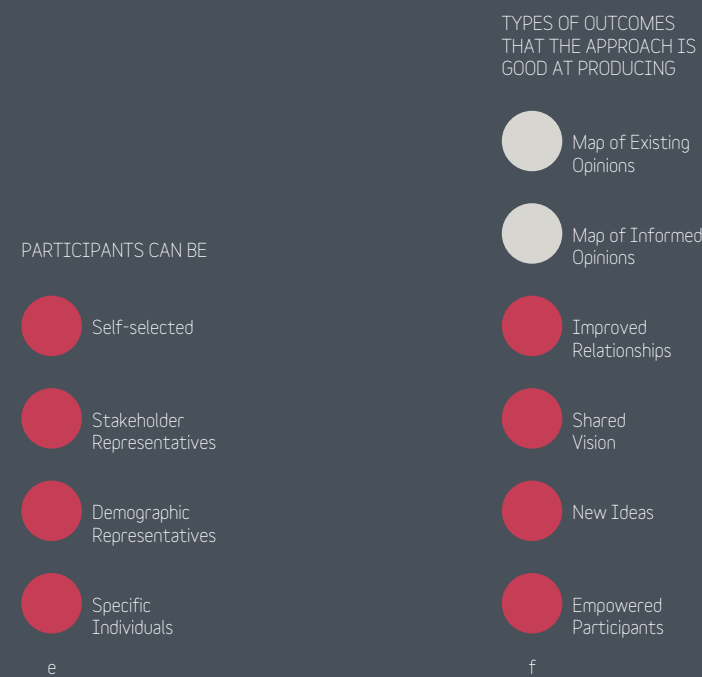 PARTICIPANTS CAN BE
Self-selected
Stakeholder
Representatives
Demographic
Representatives
Specific
Individuals
e
TYPES OF OUTCOMES
THAT THE APPROACH IS
GOOD AT PRODUCING
Map of Existing
Opinions
Map of Informed
Opinions
Improved
Relationships
Shared
Vision
New Ideas
Empowered
Participants
f